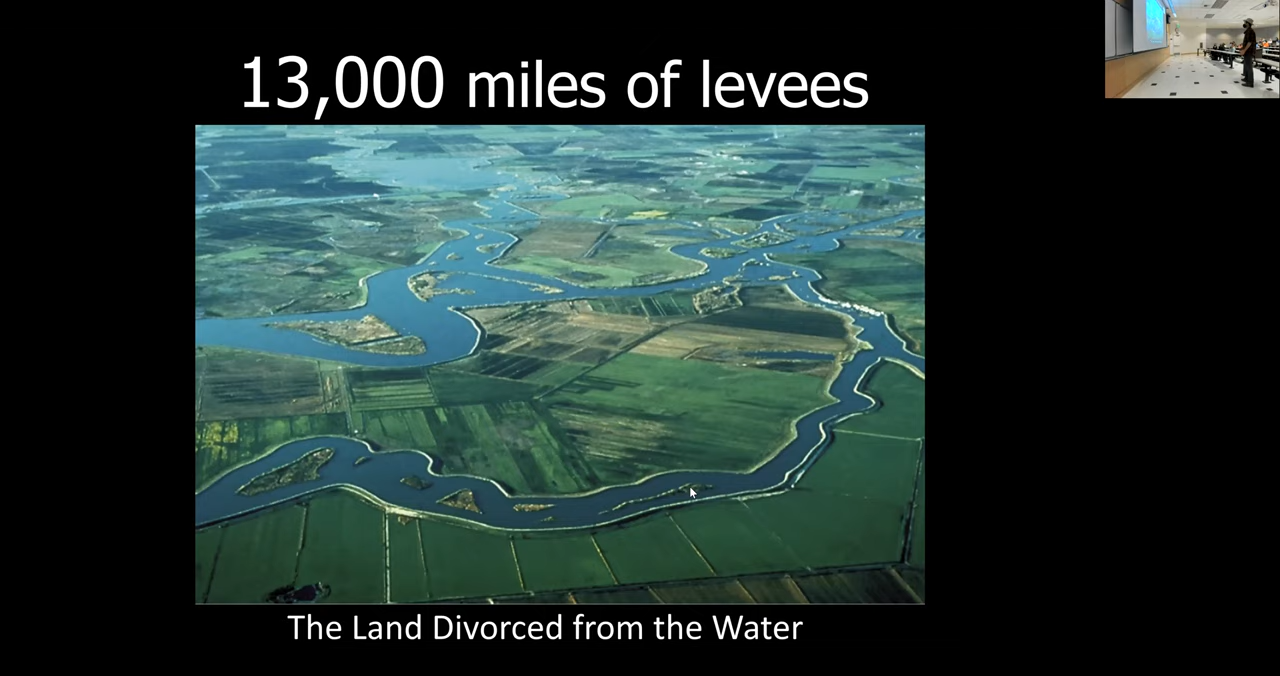 13,000 miles of levees
The Land Divorced from the Water